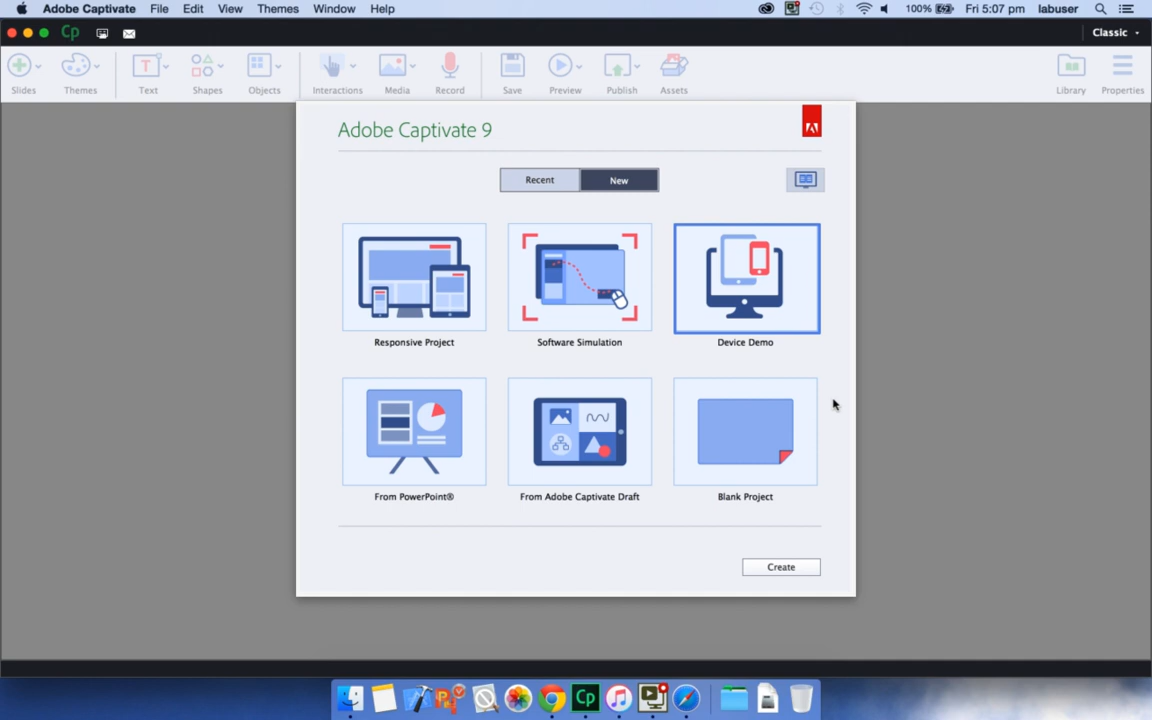 Adobe Captivate File Edit View Themes Window Help 100% Fri 5:07 pm labuser
Cp Classic
Slides Themes Text Shapes Objects Interactions Media Record Save Preview Publish Assets Library Properties
Adobe Captivate 9
Recent New
Responsive Project Software Simulation Device Demo
From PowerPoint® From Adobe Captivate Draft Blank Project
Create
Cp